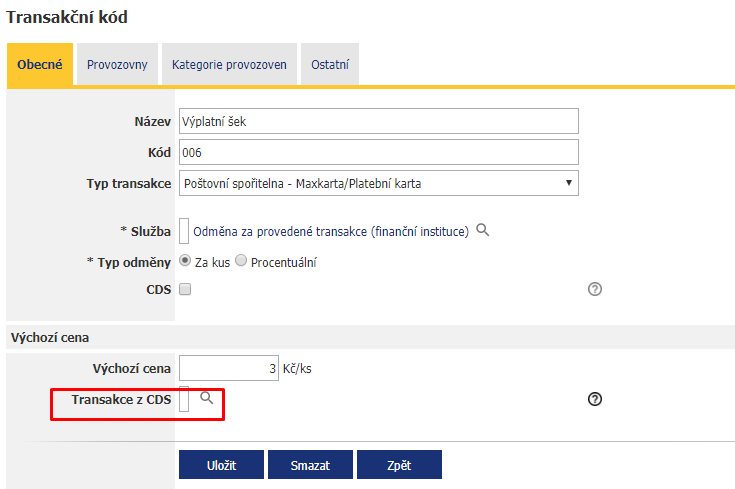 Transakční kód
Obecné Provozovny Kategorie provozoven Ostatní
Název Výplatní šek
Kód 006
Typ transakce Poštovní spořitelna - Maxkarta/Platební karta
* Služba Odměna za provedené transakce (finanční instituce)
* Typ odměny Za kus Procentuální
CDS
Výchozí cena
Výchozí cena 3 Kč/ks
Transakce z CDS
Uložit Smazat Zpět